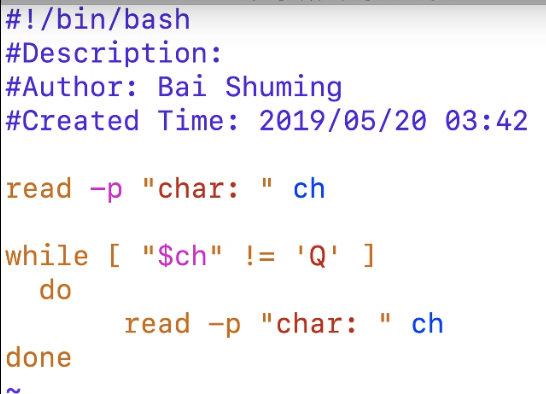 #!/bin/bash
#Description:
#Author: Bai Shuming
#Created Time: 2019/05/20 03:42

read -p "char: " ch

while [ "$ch" != 'Q' ]
  do
       read -p "char: " ch
done
~